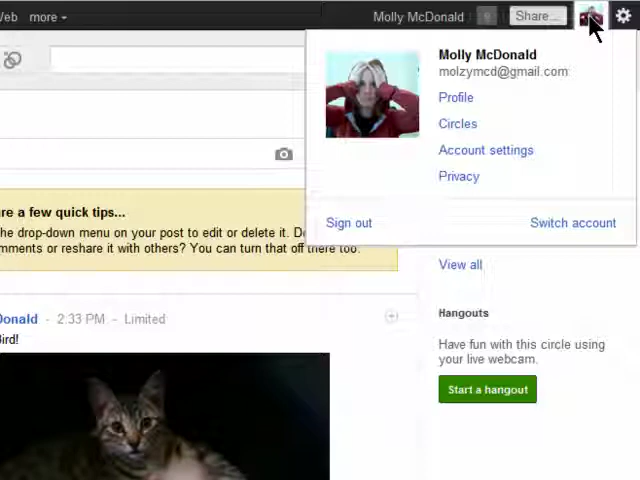 Web more Molly McDonald Share...
Molly McDonald
molzymcd@gmail.com
Profile
Circles
Account settings
Privacy
Sign out Switch account
re a few quick tips...
he drop-down menu on your post to edit or delete it. Do
mments or reshare it with others? You can turn that off there too.
View all
Donald - 2:33 PM - Limited
Bird!
Hangouts
Have fun with this circle using
your live webcam.
Start a hangout